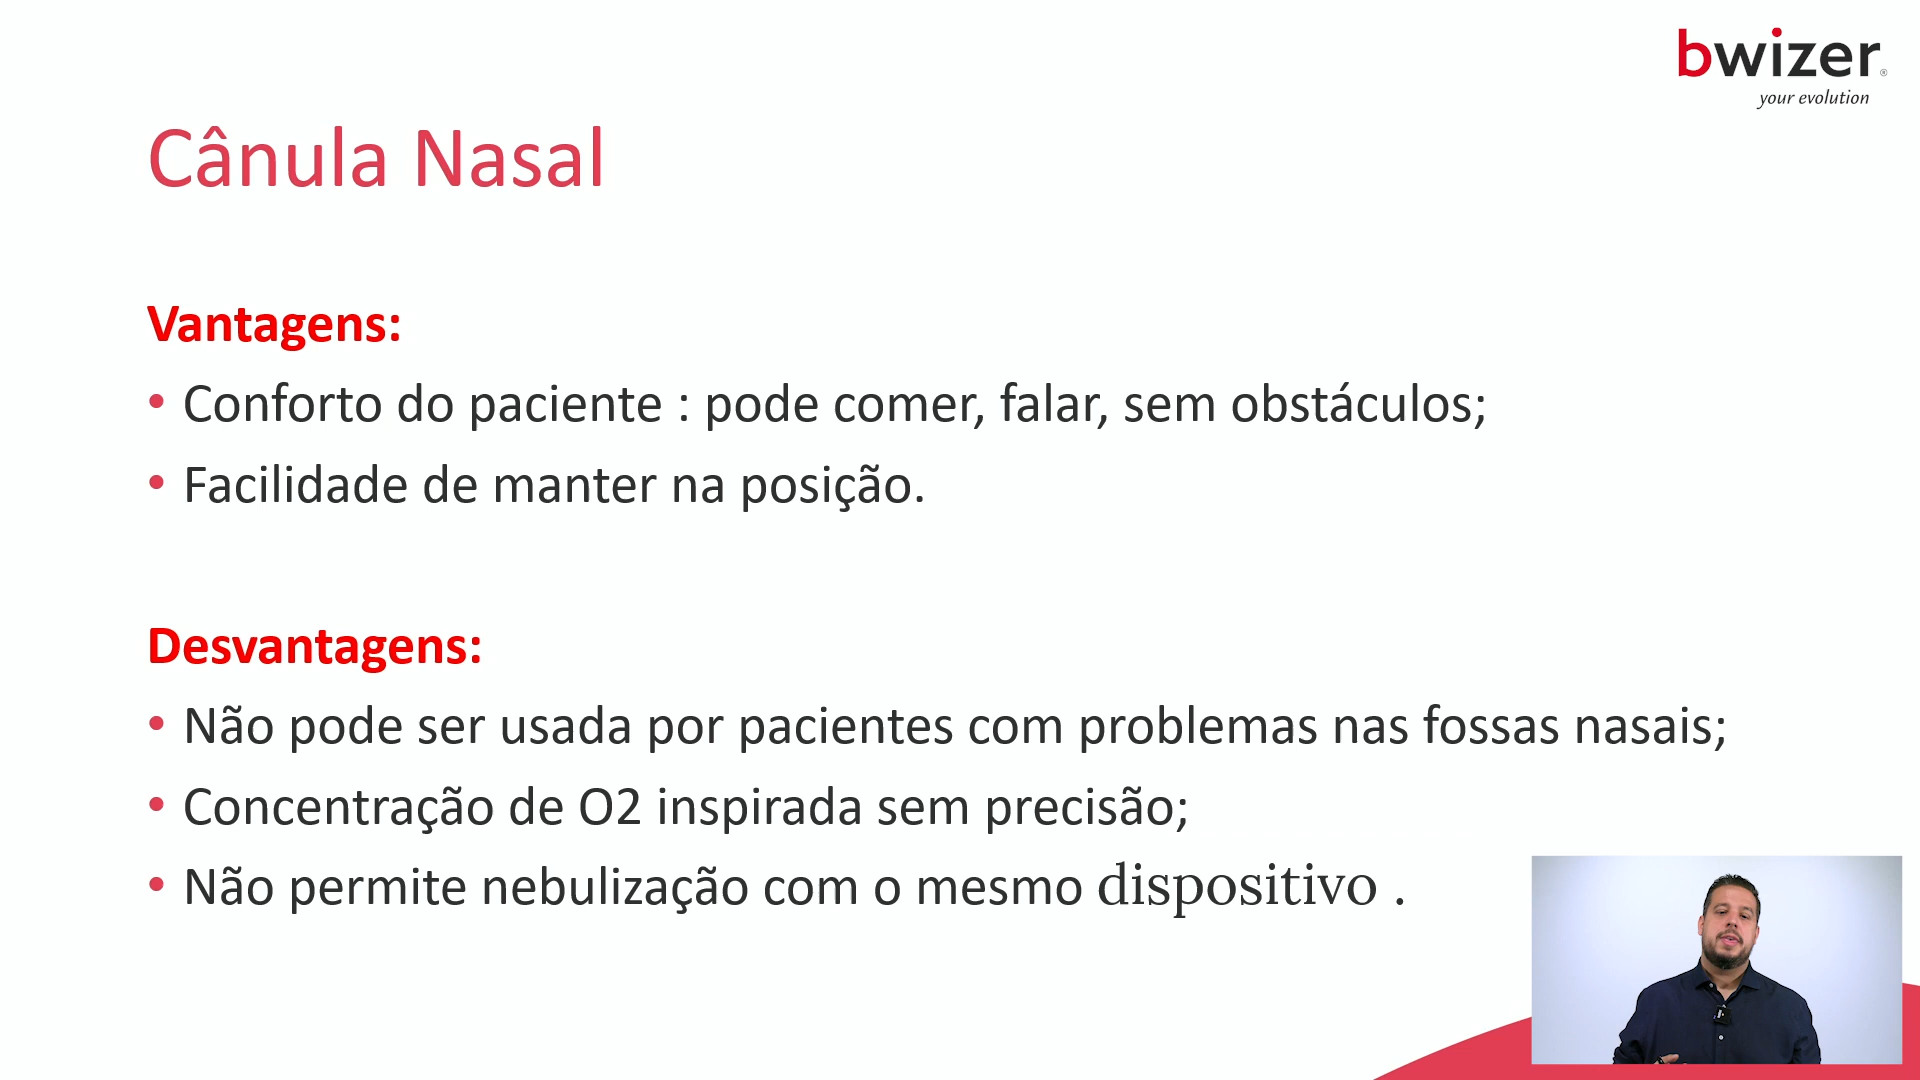 bwizer®
your evolution
Cânula Nasal
Vantagens:
• Conforto do paciente : pode comer, falar, sem obstáculos;
• Facilidade de manter na posição.
Desvantagens:
• Não pode ser usada por pacientes com problemas nas fossas nasais;
• Concentração de O2 inspirada sem precisão;
• Não permite nebulização com o mesmo dispositivo .